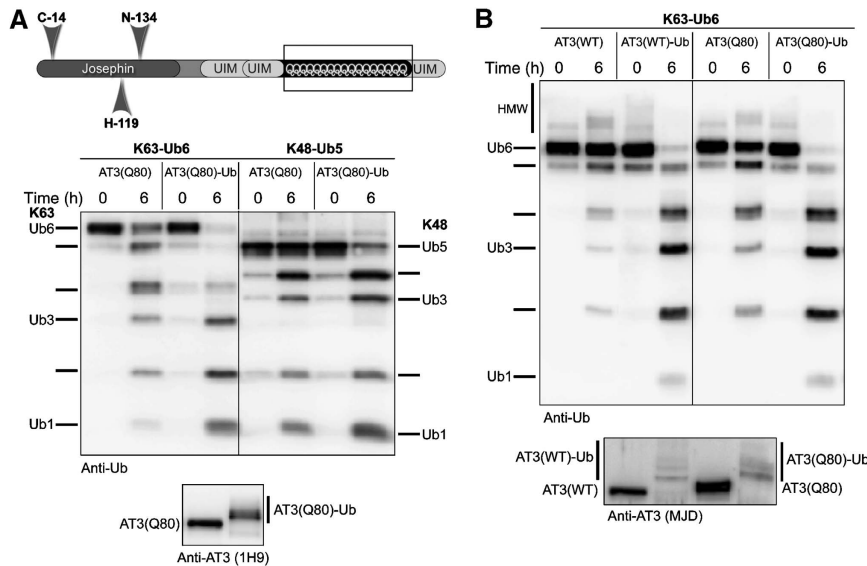 A
C-14 N-134
Josephin UIM UIM UIM
H-119
K63-Ub6 K48-Ub5
AT3(Q80) AT3(Q80)-Ub AT3(Q80) AT3(Q80)-Ub
Time (h) 0 6 0 6 0 6 0 6
K63 K48
Ub6
Ub5
Ub3
Ub3
Ub1
Ub1
Anti-Ub
AT3(Q80) AT3(Q80)-Ub
Anti-AT3 (1H9)
B
K63-Ub6
AT3(WT) AT3(WT)-Ub AT3(Q80) AT3(Q80)-Ub
Time (h) 0 6 0 6 0 6 0 6
HMW
Ub6
Ub3
Ub1
Anti-Ub
AT3(WT)-Ub AT3(Q80)-Ub
AT3(WT) AT3(Q80)
Anti-AT3 (MJD)